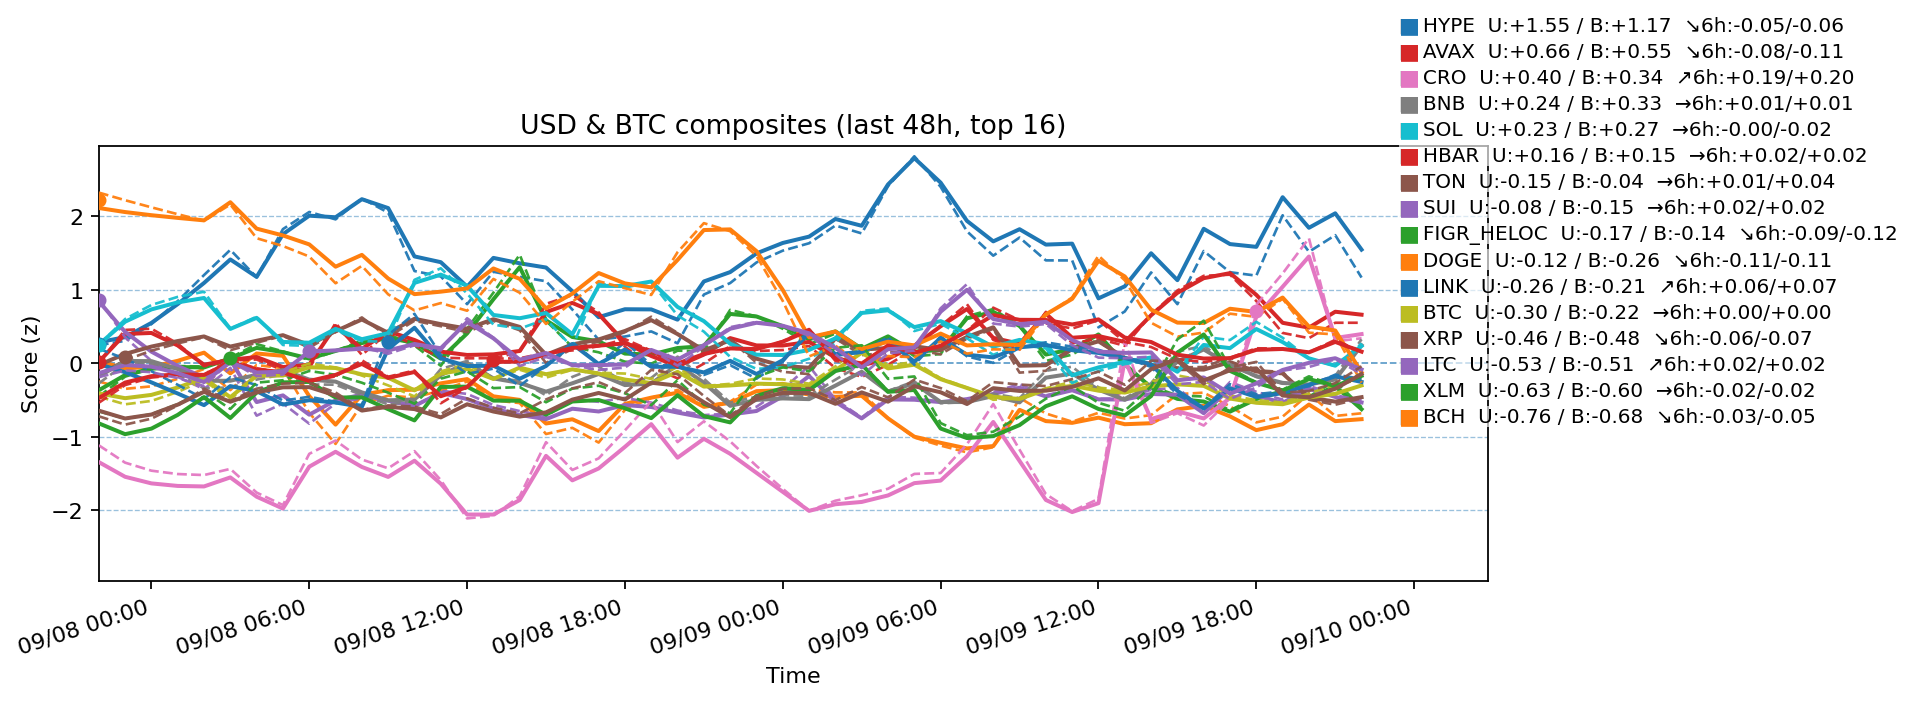 HYPE  U:+1.55 / B:+1.17  ↘6h:-0.05/-0.06
AVAX  U:+0.66 / B:+0.55  ↘6h:-0.08/-0.11
CRO  U:+0.40 / B:+0.34  ↗6h:+0.19/+0.20
BNB  U:+0.24 / B:+0.33  →6h:+0.01/+0.01
SOL  U:+0.23 / B:+0.27  →6h:-0.00/-0.02
HBAR  U:+0.16 / B:+0.15  →6h:+0.02/+0.02
TON  U:-0.15 / B:-0.04  →6h:+0.01/+0.04
SUI  U:-0.08 / B:-0.15  →6h:+0.02/+0.02
FIGR_HELOC  U:-0.17 / B:-0.14  ↘6h:-0.09/-0.12
DOGE  U:-0.12 / B:-0.26  ↘6h:-0.11/-0.11
LINK  U:-0.26 / B:-0.21  ↗6h:+0.06/+0.07
BTC  U:-0.30 / B:-0.22  →6h:+0.00/+0.00
XRP  U:-0.46 / B:-0.48  ↘6h:-0.06/-0.07
LTC  U:-0.53 / B:-0.51  ↗6h:+0.02/+0.02
XLM  U:-0.63 / B:-0.60  →6h:-0.02/-0.02
BCH  U:-0.76 / B:-0.68  ↘6h:-0.03/-0.05
USD & BTC composites (last 48h, top 16)
Score (z)
2
1
0
−1
−2
09/08 00:00
09/08 06:00
09/08 12:00
09/08 18:00
09/09 00:00
09/09 06:00
09/09 12:00
09/09 18:00
09/10 00:00
Time